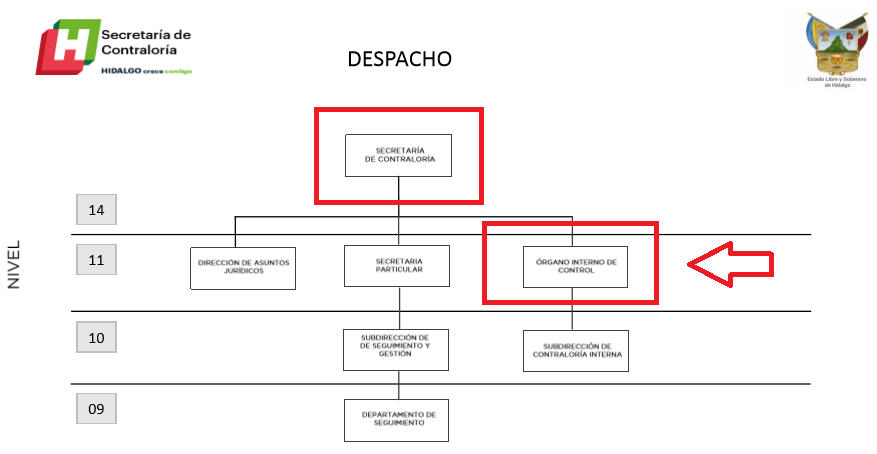 H
Secretaría de
Contraloría
HIDALGO crece contigo
DESPACHO
Estado Libre y Soberano
de Hidalgo
NIVEL
SECRETARÍA
DE CONTRALORÍA
14
11
DIRECCIÓN DE ASUNTOS
JURÍDICOS
SECRETARIA
PARTICULAR
ÓRGANO INTERNO DE
CONTROL
10
SUBDIRECCIÓN DE
DE SEGUIMIENTO Y
GESTIÓN
SUBDIRECCIÓN DE
CONTRALORÍA INTERNA
09
DEPARTAMENTO DE
SEGUIMIENTO